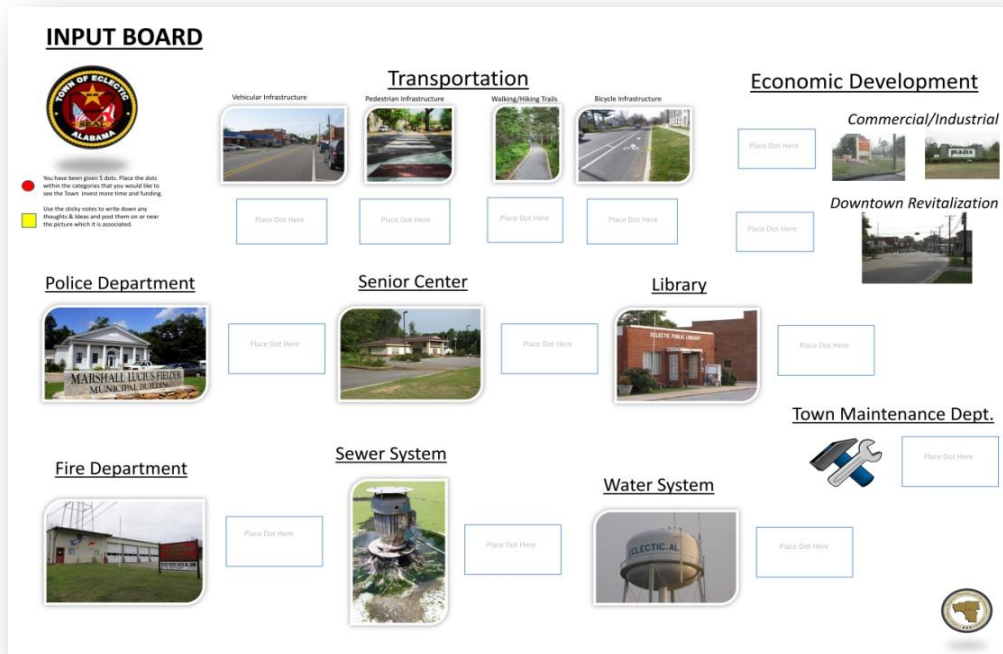 INPUT BOARD
TOWN OF ECLECTIC
SEAL
ALABAMA
You have been given 5 dots. Place the dots
within the categories that you would like to
see the Town invest more time and funding.
Use the sticky notes to write down any
thoughts & ideas and post them on or near
the picture which it is associated.
Transportation
Vehicular Infrastructure
Pedestrian Infrastructure
Walking/Hiking Trails
Bicycle Infrastructure
Place Dot Here
Place Dot Here
Place Dot Here
Place Dot Here
Economic Development
Commercial/Industrial
Place Dot Here
MADIX
Downtown Revitalization
Place Dot Here
Police Department
MARSHALL LUCIUS FIELDER
MUNICIPAL BUILDING
Place Dot Here
Senior Center
Place Dot Here
Library
ECLECTIC PUBLIC LIBRARY
Place Dot Here
Town Maintenance Dept.
Place Dot Here
Fire Department
Place Dot Here
Sewer System
Place Dot Here
Water System
ECLECTIC, AL
Place Dot Here